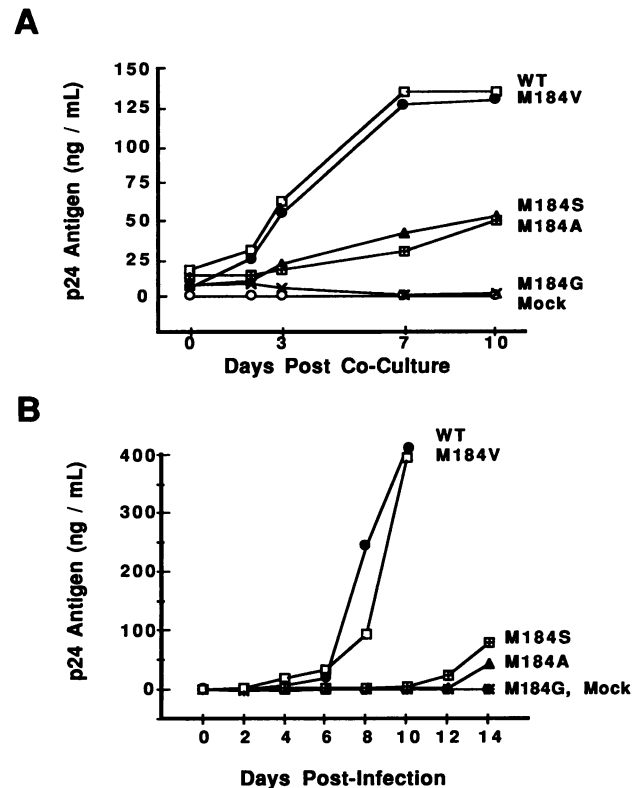 A
p24 Antigen (ng / mL)
150
125
100
75
50
25
0
WT
M184V
M184S
M184A
M184G
Mock
0 3 7 10
Days Post Co-Culture
B
p24 Antigen (ng / mL)
400
300
200
100
0
WT
M184V
M184S
M184A
M184G, Mock
0 2 4 6 8 10 12 14
Days Post-Infection